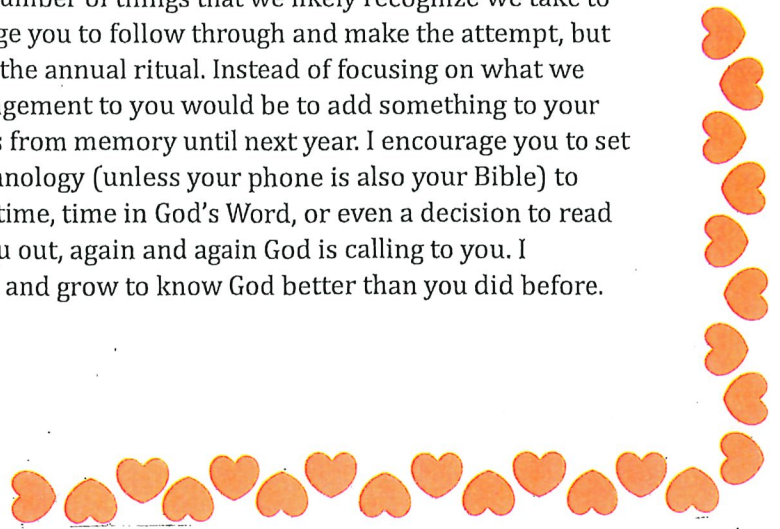 number of things that we likely recognize we take to
ge you to follow through and make the attempt, but
the annual ritual. Instead of focusing on what we
gement to you would be to add something to your
s from memory until next year. I encourage you to set
nology (unless your phone is also your Bible) to
time, time in God's Word, or even a decision to read
u out, again and again God is calling to you. I
and grow to know God better than you did before.